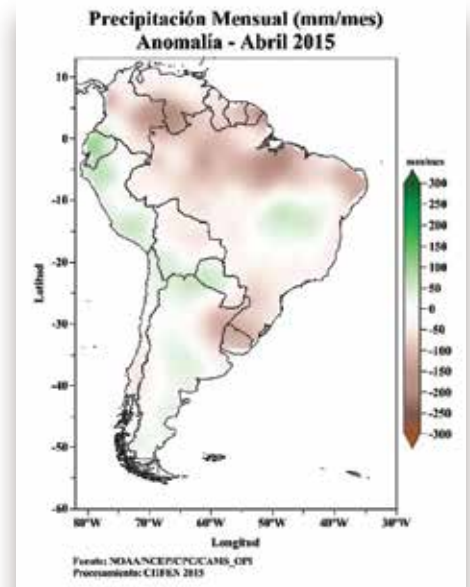 Precipitación Mensual (mm/mes)
Anomalía - Abril 2015
mm/mes
10
0
-10
-20
-30
-40
-50
-60
300
250
200
150
100
50
0
-50
-100
-150
-200
-250
-300
Latitud
80°W
70°W
60°W
50°W
40°W
30°W
Longitud
Fuente: NOAA/NCEP/CPC/CAMS_OPI
Procesamiento: CIIFEN 2015